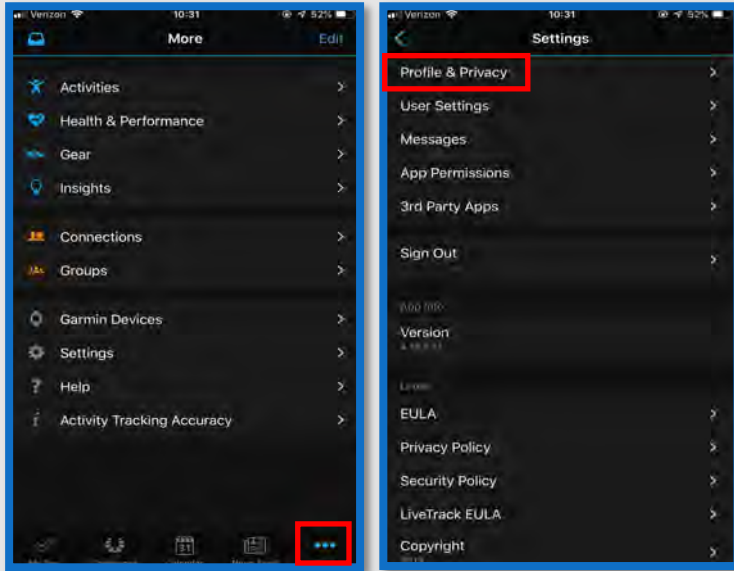 Verizon 10:31 52%
More Edit
Activities
Health & Performance
Gear
Insights
Connections
Groups
Garmin Devices
Settings
Help
Activity Tracking Accuracy
Verizon 10:31 52%
Settings
Profile & Privacy
User Settings
Messages
App Permissions
3rd Party Apps
Sign Out
App Info
Version
EULA
Privacy Policy
Security Policy
LiveTrack EULA
Copyright